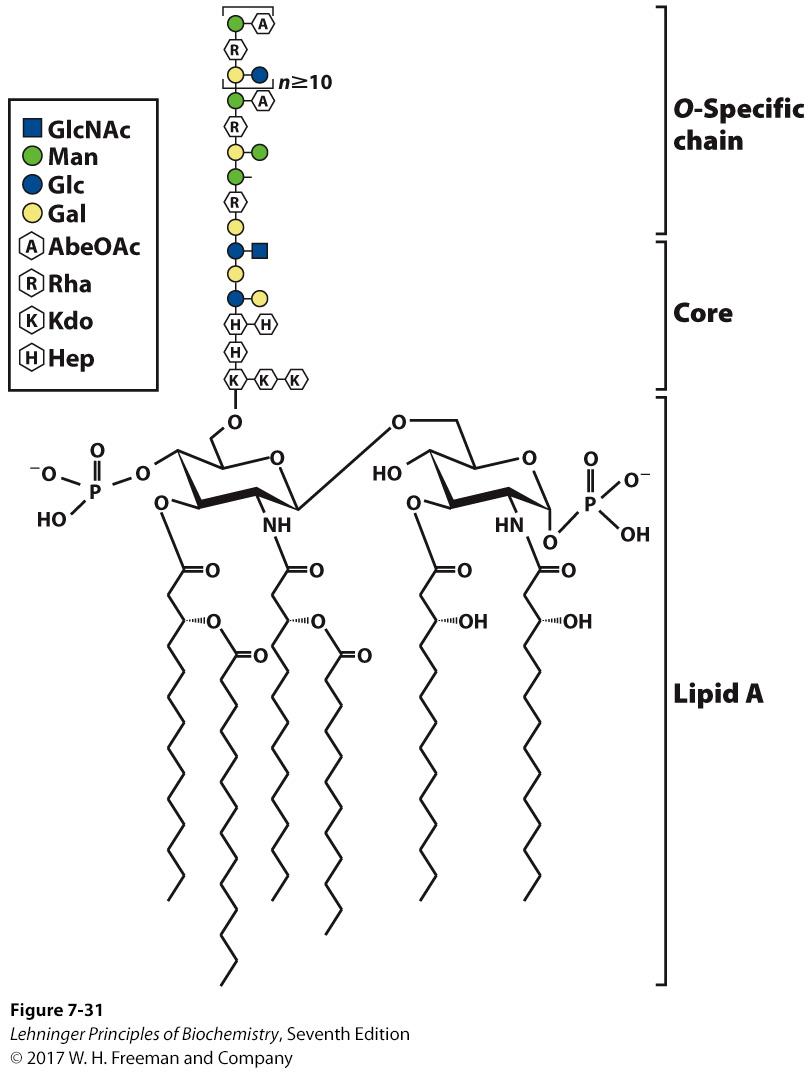 A
R
n≥10
A
R
R
O-Specific
chain
GlcNAc
Man
Glc
Gal
A AbeOAc
R Rha
K Kdo
H Hep
H H
H
K K K
Core
O
O
O
⁻O
P
O
HO
O
O
NH
HO
O
O
HN
O
O
P
O⁻
OH
O
O
O
O
O
O
O
O
OH
OH
Lipid A
Figure 7-31
Lehninger Principles of Biochemistry, Seventh Edition
© 2017 W. H. Freeman and Company